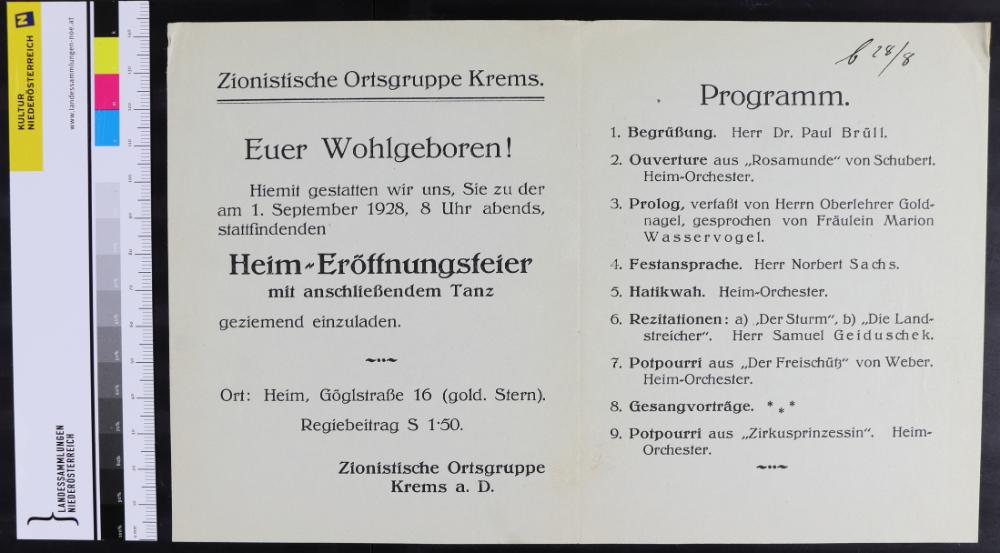 KULTUR
NIEDERÖSTERREICH
www.landessammlungen-noe.at
LANDESSAMMLUNGEN
NIEDERÖSTERREICH
Zionistische Ortsgruppe Krems.
Euer Wohlgeboren!
Hiemit gestatten wir uns, Sie zu der
am 1. September 1928, 8 Uhr abends,
stattfindenden
Heim-Eröffnungsfeier
mit anschließendem Tanz
geziemend einzuladen.
Ort: Heim, Göglstraße 16 (gold. Stern).
Regiebeitrag S 1·50.
Zionistische Ortsgruppe
Krems a. D.
28/8
Programm.
1. Begrüßung. Herr Dr. Paul Brüll.
2. Ouverture aus „Rosamunde“ von Schubert.
Heim-Orchester.
3. Prolog, verfaßt von Herrn Oberlehrer Gold-
nagel, gesprochen von Fräulein Marion
Wasservogel.
4. Festansprache. Herr Norbert Sachs.
5. Hatikwah. Heim-Orchester.
6. Rezitationen: a) „Der Sturm“, b) „Die Land-
streicher“. Herr Samuel Geiduschek.
7. Potpourri aus „Der Freischütz“ von Weber.
Heim-Orchester.
8. Gesangvorträge. * * *
9. Potpourri aus „Zirkusprinzessin“. Heim-
Orchester.